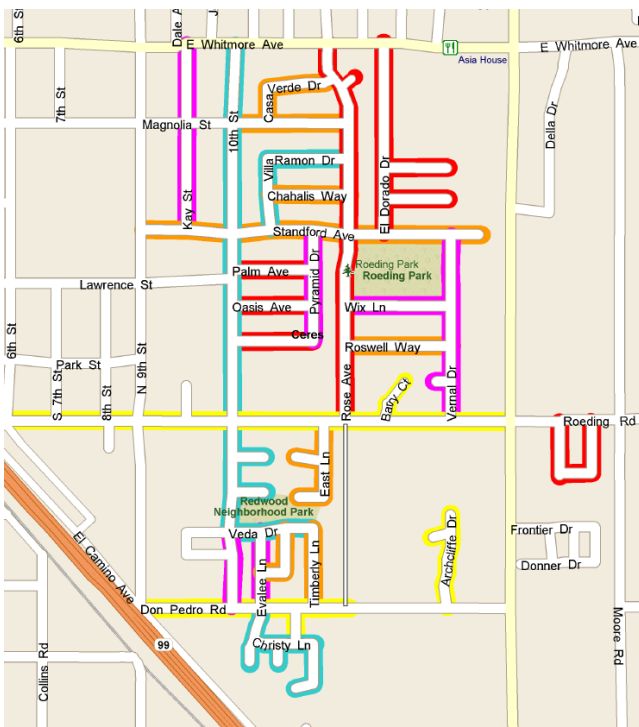 6th St
Dale A
J
E Whitmore Ave
E Whitmore Ave
Asia House
7th St
Verde Dr
Casa
Della Dr
Magnolia St
10th St
Ramon Dr
Villa
El Dorado Dr
Chahalis Way
Kay St
Standford Ave
Roeding Park
Roeding Park
Palm Ave
Pyramid Dr
Lawrence St
Oasis Ave
Wix Ln
Ceres
6th St
N 9th St
Roswell Way
Park St
S 7th St
8th St
Rose Ave
Barry Ct
Vernal Dr
Roeding Rd
East Ln
Redwood
Neighborhood Park
Veda Dr
El Camino Ave
Evalee Ln
Timberly Ln
Archcliffe Dr
Frontier Dr
Donner Dr
Don Pedro Rd
99
Christy Ln
Collins Rd
Moore Rd